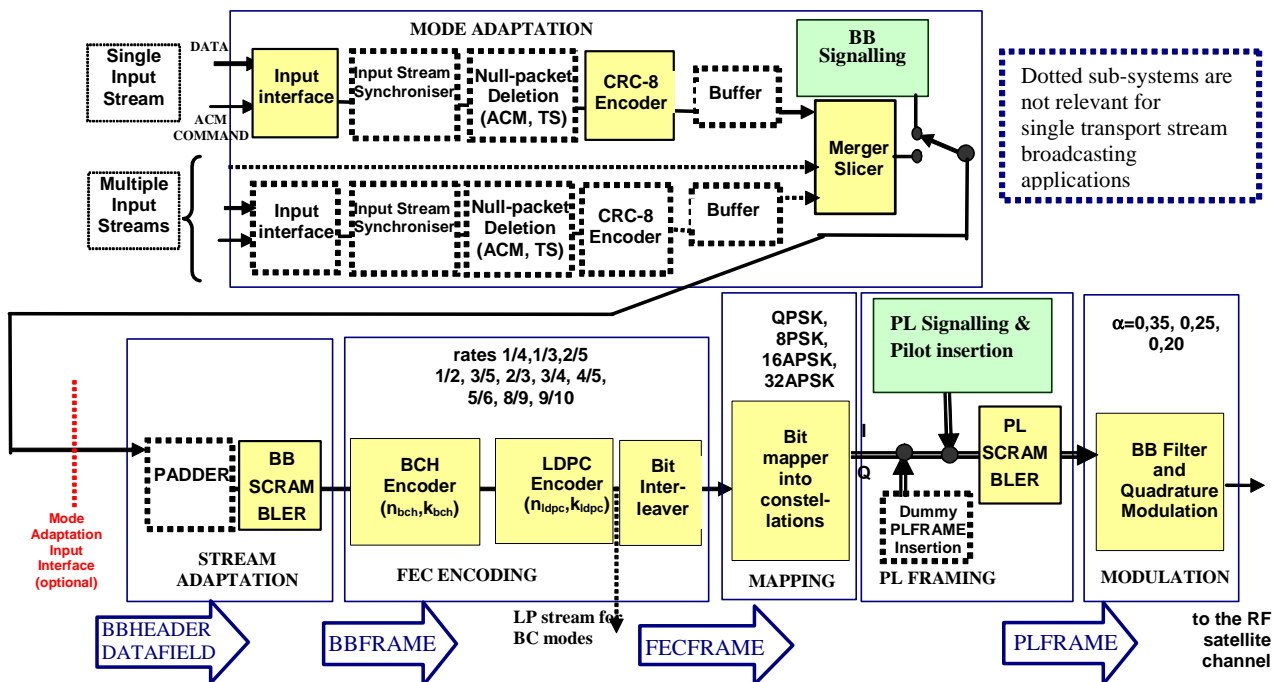 MODE ADAPTATION
Single
Input
Stream
DATA
ACM
COMMAND
Input
interface
Input Stream
Synchroniser
Null-packet
Deletion
(ACM, TS)
CRC-8
Encoder
Buffer
BB
Signalling
Merger
Slicer
Dotted sub-systems are
not relevant for
single transport stream
broadcasting
applications
Multiple
Input
Streams
Input
interface
Input Stream
Synchroniser
Null-packet
Deletion
(ACM, TS)
CRC-8
Encoder
Buffer
Mode
Adaptation
Input
Interface
(optional)
PADDER
BB
SCRAM
BLER
STREAM
ADAPTATION
rates 1/4,1/3,2/5
1/2, 3/5, 2/3, 3/4, 4/5,
5/6, 8/9, 9/10
BCH
Encoder
(nbch,kbch)
LDPC
Encoder
(nldpc,kldpc)
Bit
Inter-
leaver
FEC ENCODING
LP stream for
BC modes
QPSK,
8PSK,
16APSK,
32APSK
Bit
mapper
into
constel-
lations
MAPPING
PL Signalling &
Pilot insertion
I
Q
Dummy
PLFRAME
Insertion
PL
SCRAM
BLER
PL FRAMING
α=0,35, 0,25,
0,20
BB Filter
and
Quadrature
Modulation
MODULATION
BBHEADER
DATAFIELD
BBFRAME
FECFRAME
PLFRAME
to the RF
satellite
channel